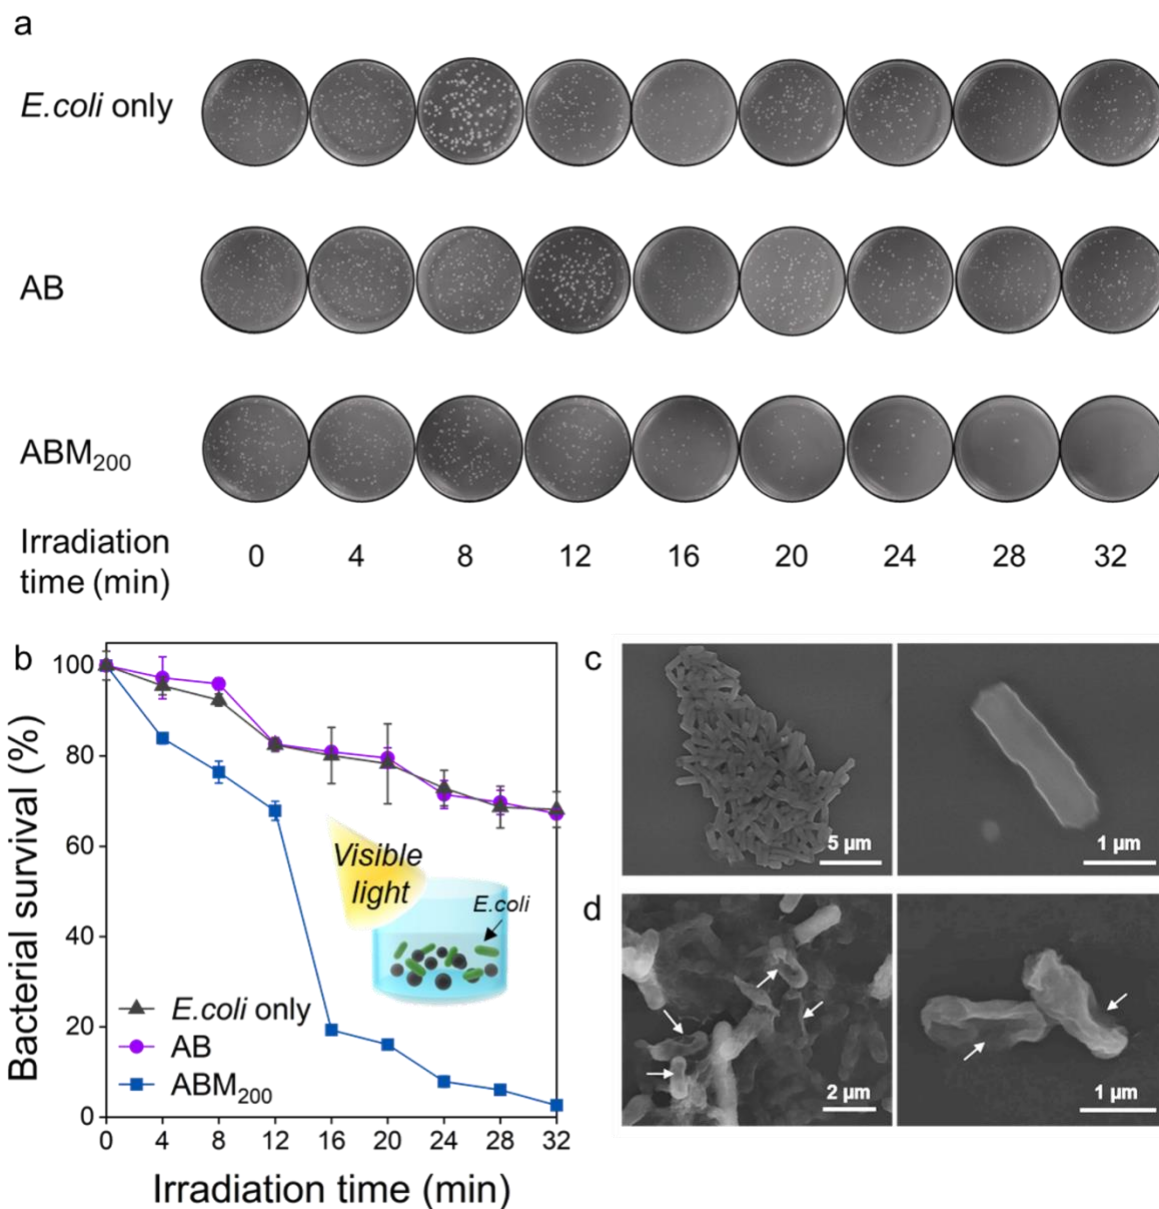 a
E.coli only
AB
ABM₂₀₀
Irradiation
time (min)
0 4 8 12 16 20 24 28 32
b
Bacterial survival (%)
100
80
60
40
20
0
Visible
light
E.coli
E.coli only
AB
ABM₂₀₀
0 4 8 12 16 20 24 28 32
Irradiation time (min)
c
5 µm
1 µm
d
2 µm
1 µm